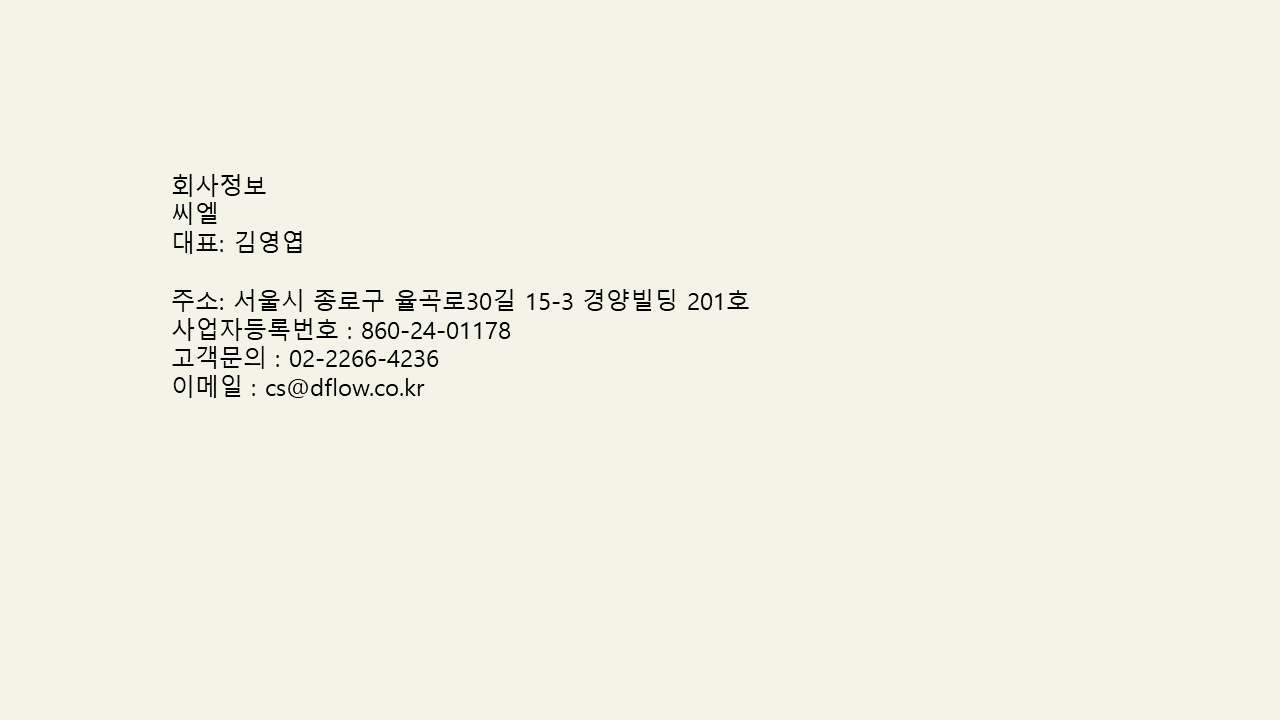 회사정보
씨엘
대표: 김영엽
주소: 서울시 종로구 율곡로30길 15-3 경양빌딩 201호
사업자등록번호 : 860-24-01178
고객문의 : 02-2266-4236
이메일 : cs@dflow.co.kr